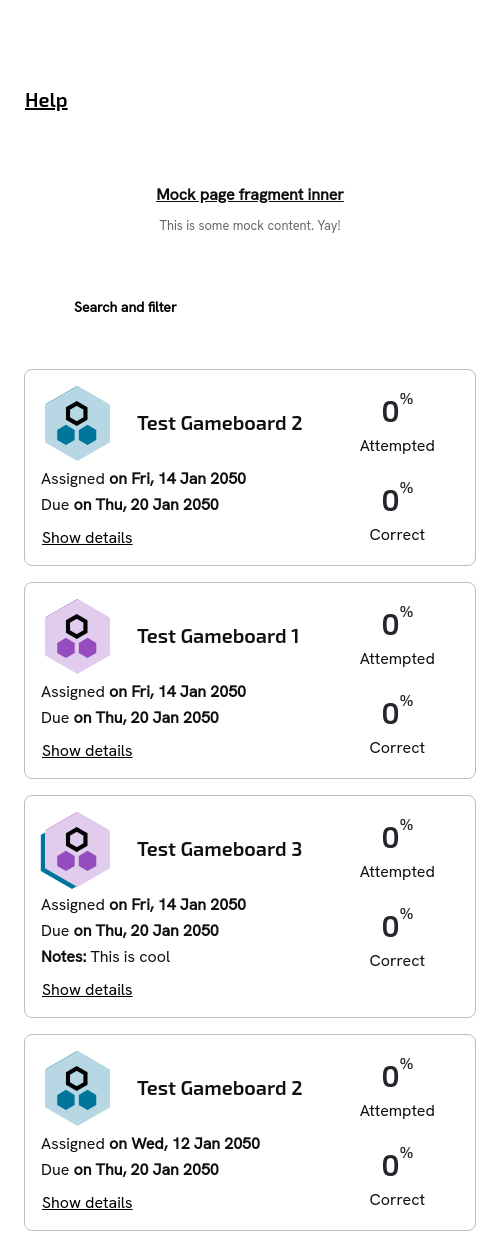 Help
Mock page fragment inner
This is some mock content. Yay!
Search and filter
Test Gameboard 2
0%
Attempted
Assigned on Fri, 14 Jan 2050
Due on Thu, 20 Jan 2050
0%
Correct
Show details
Test Gameboard 1
0%
Attempted
Assigned on Fri, 14 Jan 2050
Due on Thu, 20 Jan 2050
0%
Correct
Show details
Test Gameboard 3
0%
Attempted
Assigned on Fri, 14 Jan 2050
Due on Thu, 20 Jan 2050
0%
Notes: This is cool
Correct
Show details
Test Gameboard 2
0%
Attempted
Assigned on Wed, 12 Jan 2050
Due on Thu, 20 Jan 2050
0%
Correct
Show details